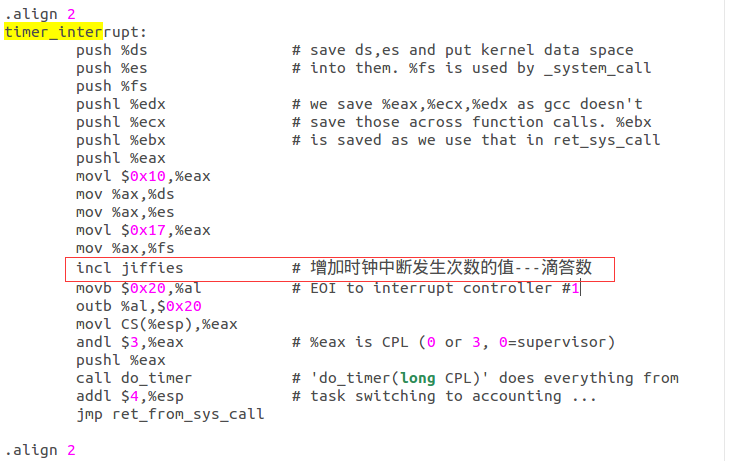 .align 2
timer_interrupt:
push %ds # save ds,es and put kernel data space
push %es # into them. %fs is used by _system_call
push %fs
pushl %edx # we save %eax,%ecx,%edx as gcc doesn't
pushl %ecx # save those across function calls. %ebx
pushl %ebx # is saved as we use that in ret_sys_call
pushl %eax
movl $0x10,%eax
mov %ax,%ds
mov %ax,%es
movl $0x17,%eax
mov %ax,%fs
incl jiffies # 增加时钟中断发生次数的值---滴答数
movb $0x20,%al # EOI to interrupt controller #1
outb %al,$0x20
movl CS(%esp),%eax
andl $3,%eax # %eax is CPL (0 or 3, 0=supervisor)
pushl %eax
call do_timer # 'do_timer(long CPL)' does everything from
addl $4,%esp # task switching to accounting ...
jmp ret_from_sys_call
.align 2